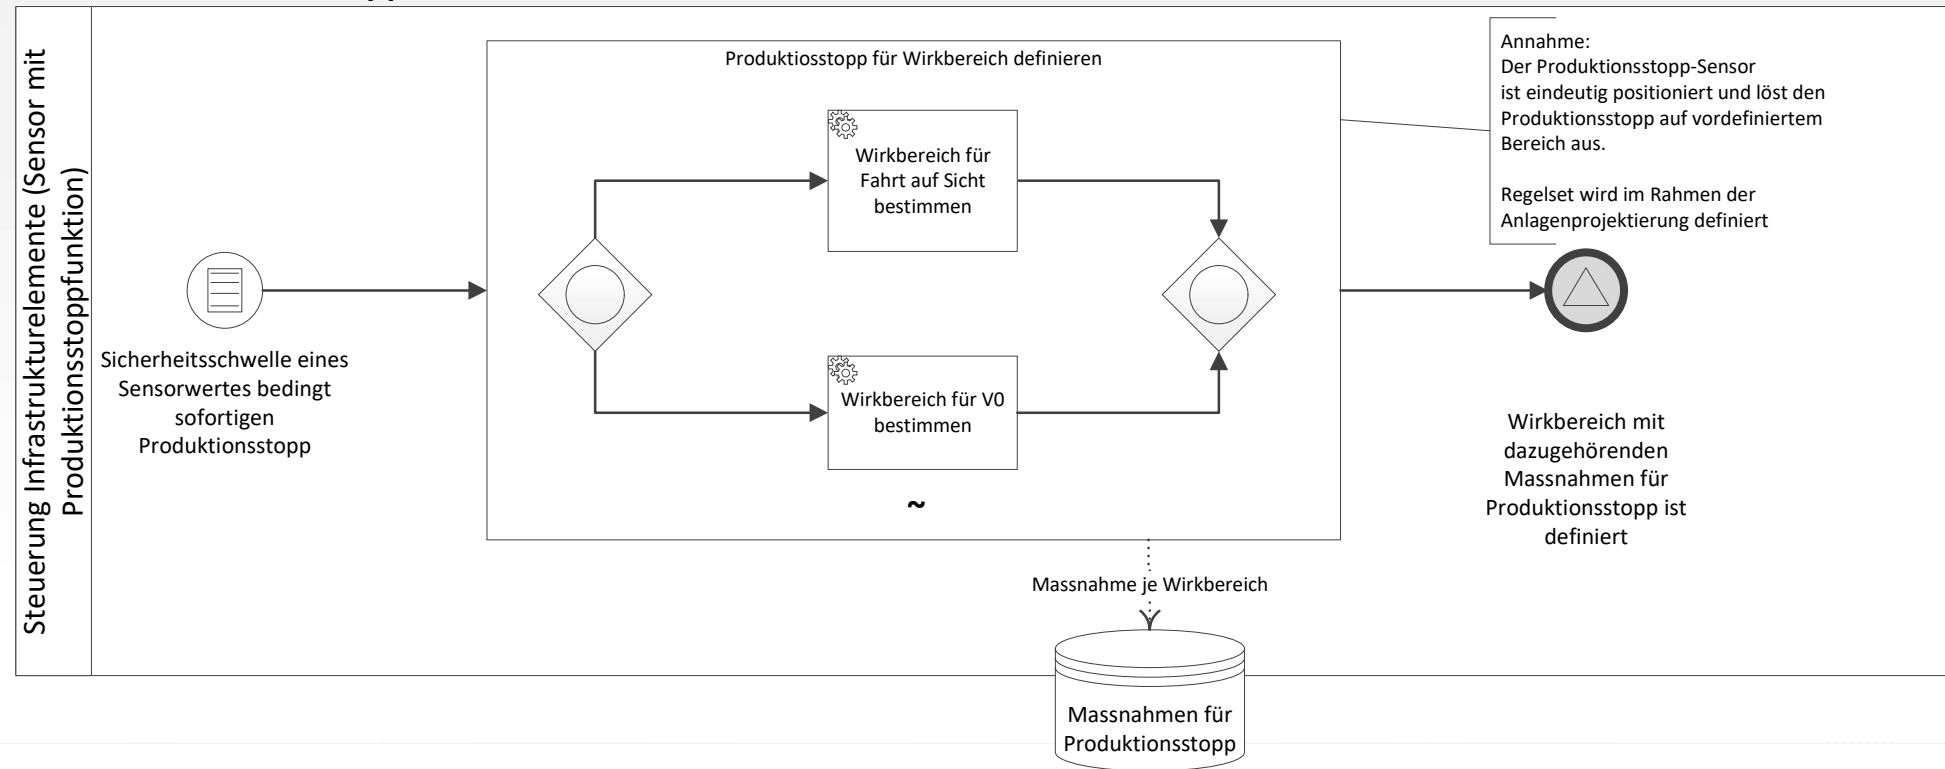 Steuerung Infrastrukturelemente (Sensor mit
Produktionsstoppfunktion)
Sicherheitsschwelle eines
Sensorwertes bedingt
sofortigen
Produktionsstopp
Produktiosstopp für Wirkbereich definieren
Wirkbereich für
Fahrt auf Sicht
bestimmen
Wirkbereich für V0
bestimmen
~
Annahme:
Der Produktionsstopp-Sensor
ist eindeutig positioniert und löst den
Produktionsstopp auf vordefiniertem
Bereich aus.
Regelset wird im Rahmen der
Anlagenprojektierung definiert
Wirkbereich mit
dazugehörenden
Massnahmen für
Produktionsstopp ist
definiert
Massnahme je Wirkbereich
Massnahmen für
Produktionsstopp